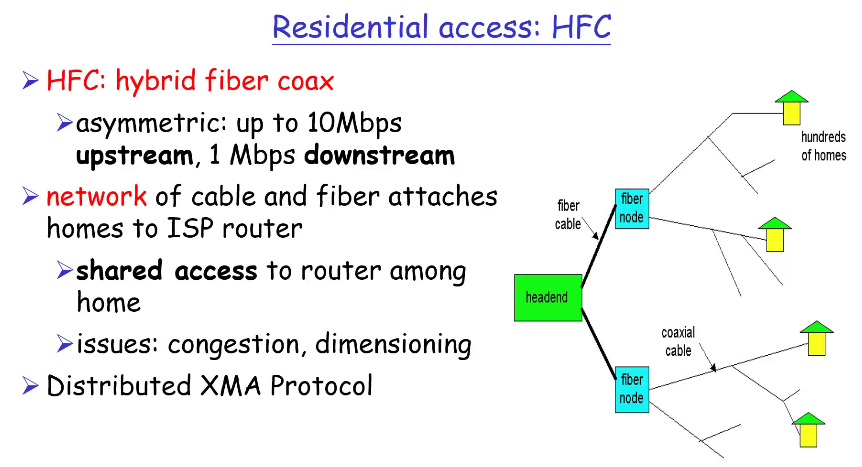 Residential access: HFC
HFC: hybrid fiber coax
asymmetric: up to 10Mbps
upstream, 1 Mbps downstream
network of cable and fiber attaches
homes to ISP router
shared access to router among
home
issues: congestion, dimensioning
Distributed XMA Protocol
hundreds
of homes
fiber
cable
fiber
node
headend
coaxial
cable
fiber
node